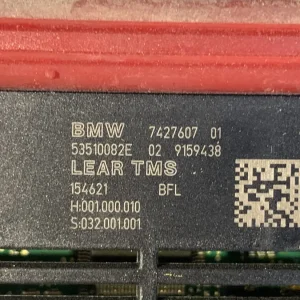 BMW 7427607 01
53510082E 02 9159438
LEAR TMS
154621 BFL
H:001.000.010
S:032.001.001